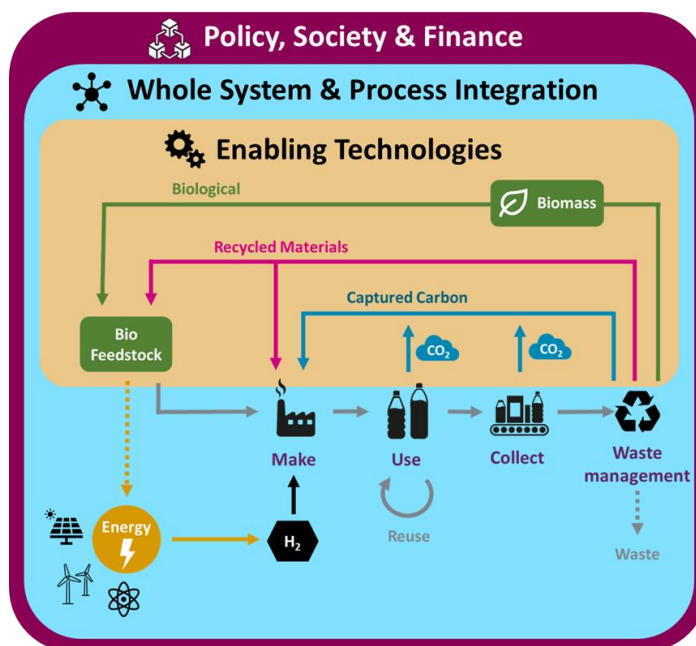 Policy, Society & Finance
Whole System & Process Integration
Enabling Technologies
Biological
Biomass
Recycled Materials
Captured Carbon
Bio
Feedstock
CO₂
CO₂
Make
Use
Collect
Waste
management
Energy
H₂
Reuse
Waste